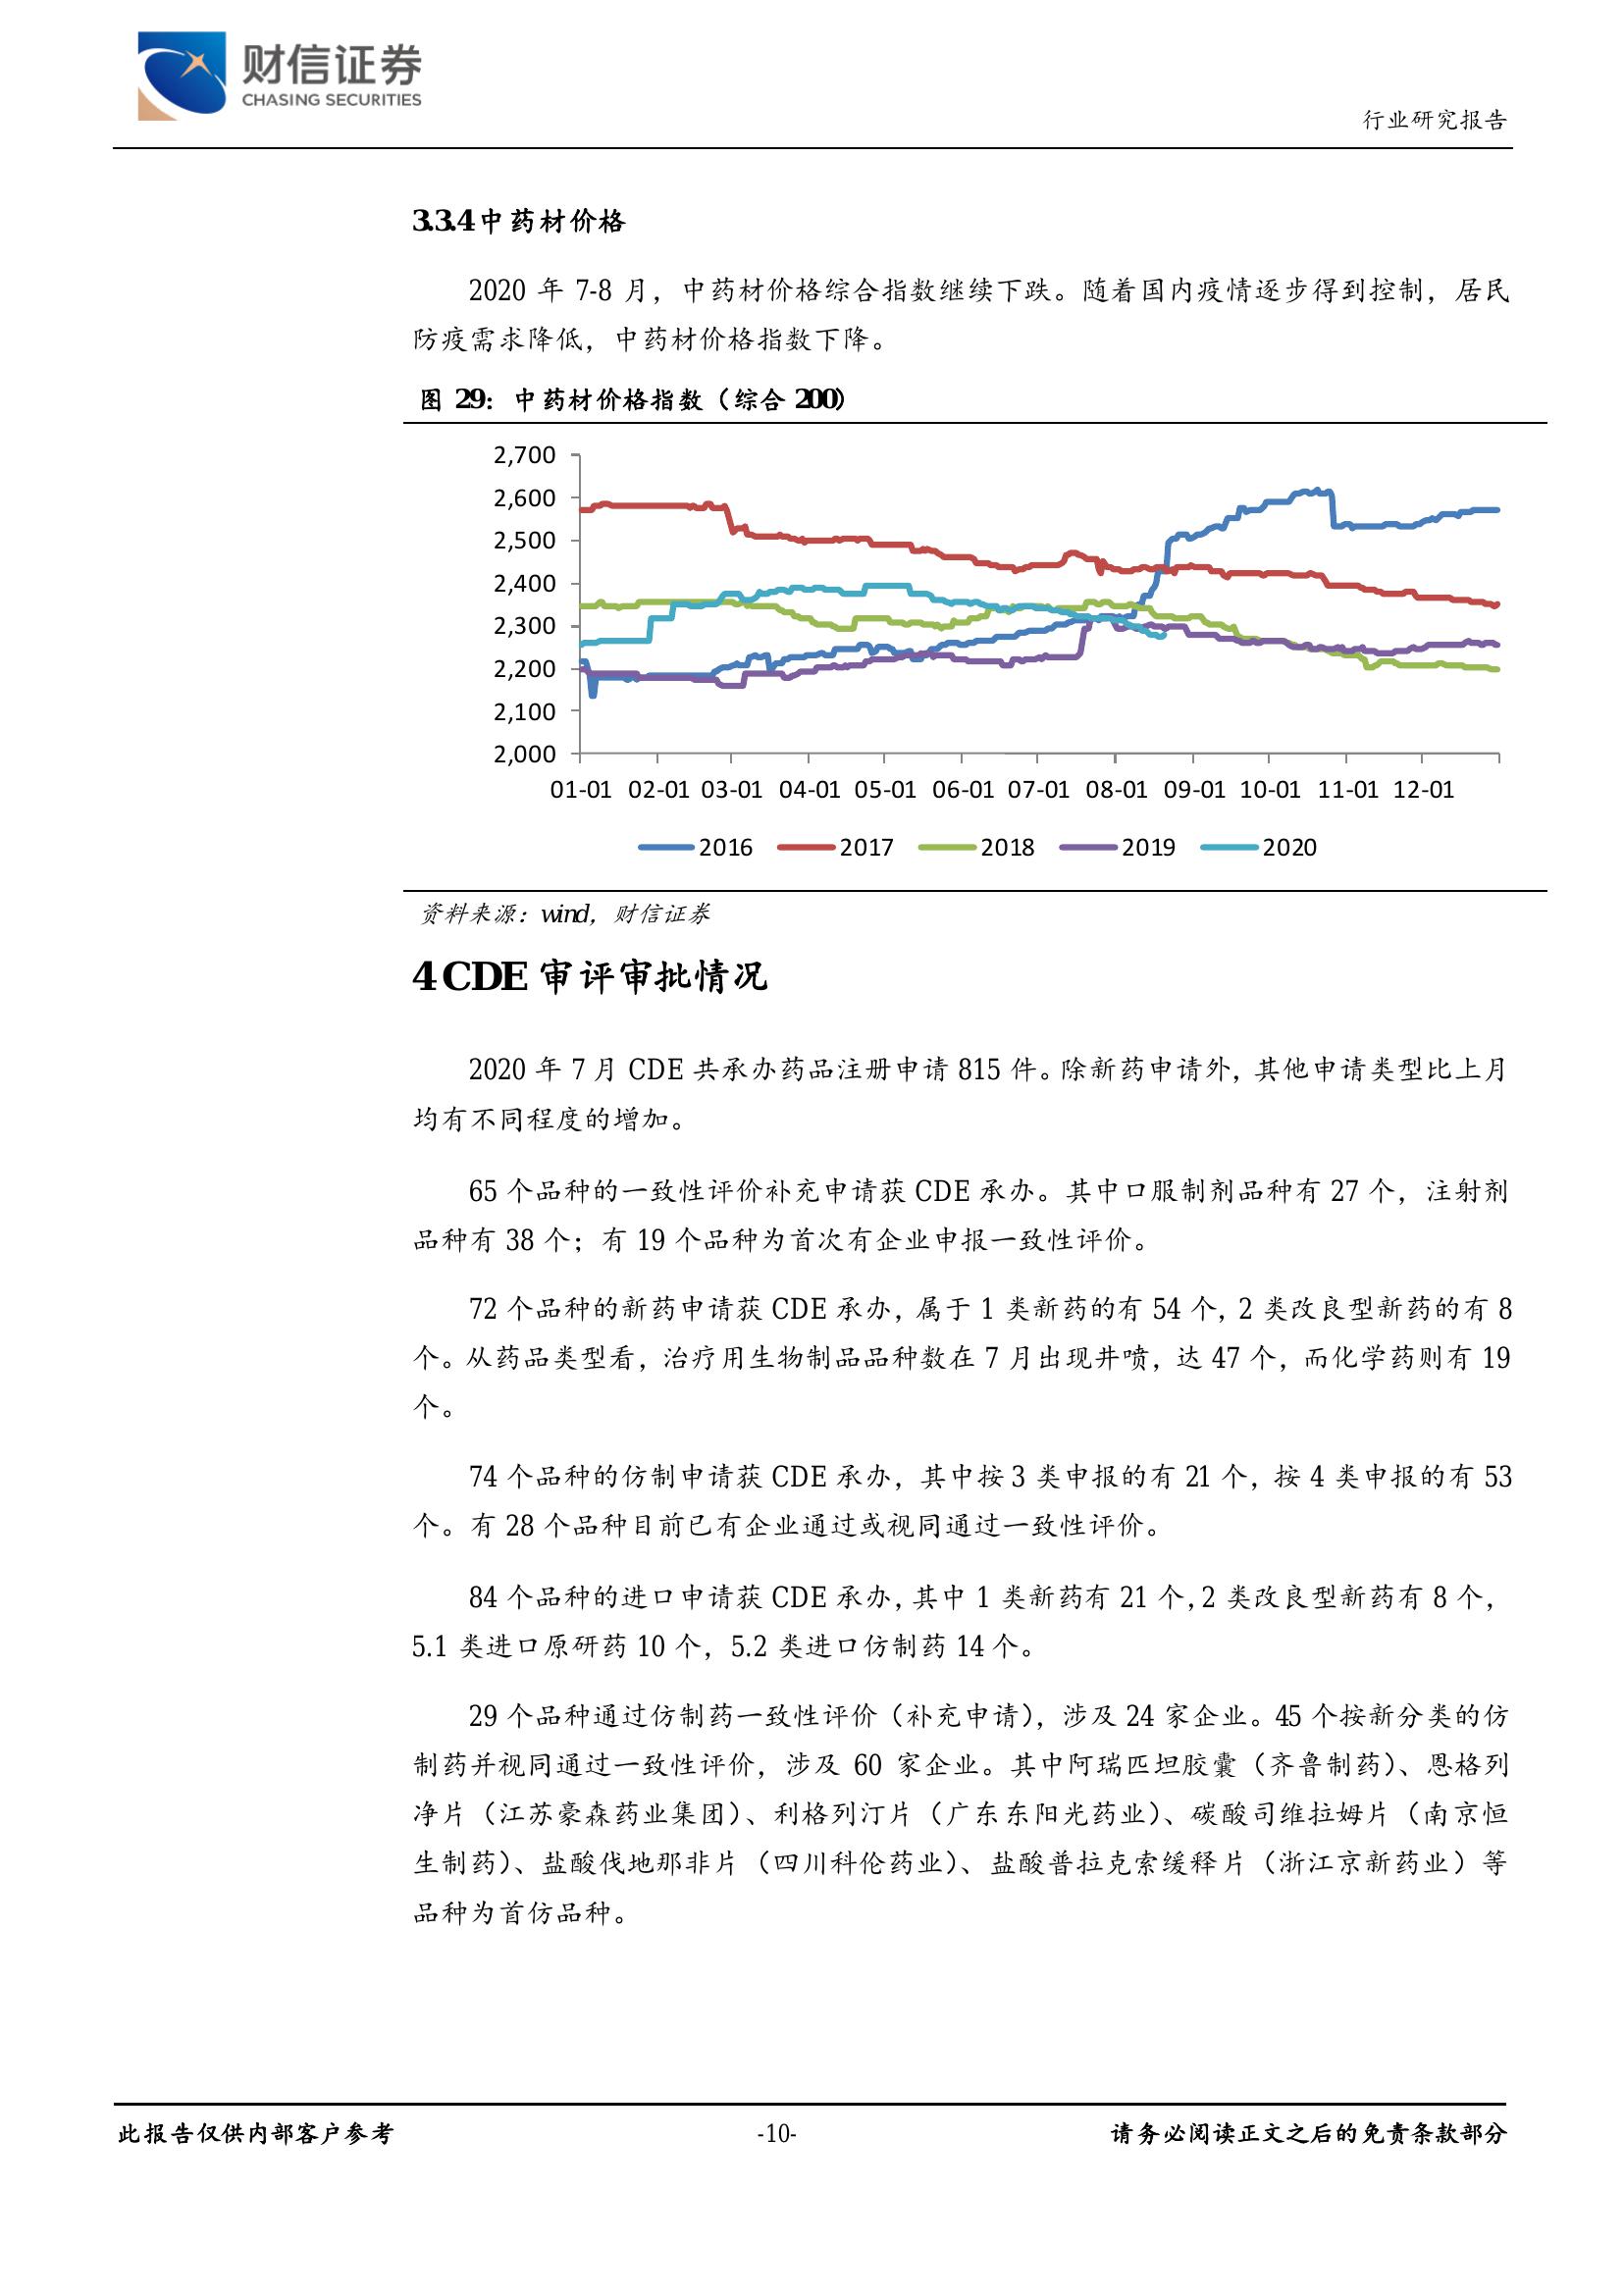 财信证券
CHASING SECURITIES
行业研究报告
3.3.4 中药材价格
2020 年 7-8 月，中药材价格综合指数继续下跌。随着国内疫情逐步得到控制，居民
防疫需求降低，中药材价格指数下降。
图 29：中药材价格指数（综合 200）
2,700
2,600
2,500
2,400
2,300
2,200
2,100
2,000
01-01 02-01 03-01 04-01 05-01 06-01 07-01 08-01 09-01 10-01 11-01 12-01
2016 2017 2018 2019 2020
资料来源：wind，财信证券
4 CDE 审评审批情况
2020 年 7 月 CDE 共承办药品注册申请 815 件。除新药申请外，其他申请类型比上月
均有不同程度的增加。
65 个品种的一致性评价补充申请获 CDE 承办。其中口服制剂品种有 27 个，注射剂
品种有 38 个；有 19 个品种为首次有企业申报一致性评价。
72 个品种的新药申请获 CDE 承办，属于 1 类新药的有 54 个，2 类改良型新药的有 8
个。从药品类型看，治疗用生物制品品种数在 7 月出现井喷，达 47 个，而化学药则有 19
个。
74 个品种的仿制申请获 CDE 承办，其中按 3 类申报的有 21 个，按 4 类申报的有 53
个。有 28 个品种目前已有企业通过或视同通过一致性评价。
84 个品种的进口申请获 CDE 承办，其中 1 类新药有 21 个，2 类改良型新药有 8 个，
5.1 类进口原研药 10 个，5.2 类进口仿制药 14 个。
29 个品种通过仿制药一致性评价（补充申请），涉及 24 家企业。45 个按新分类的仿
制药并视同通过一致性评价，涉及 60 家企业。其中阿瑞匹坦胶囊（齐鲁制药）、恩格列
净片（江苏豪森药业集团）、利格列汀片（广东东阳光药业）、碳酸司维拉姆片（南京恒
生制药）、盐酸伐地那非片（四川科伦药业）、盐酸普拉克索缓释片（浙江京新药业）等
品种为首仿品种。
此报告仅供内部客户参考
-10-
请务必阅读正文之后的免责条款部分